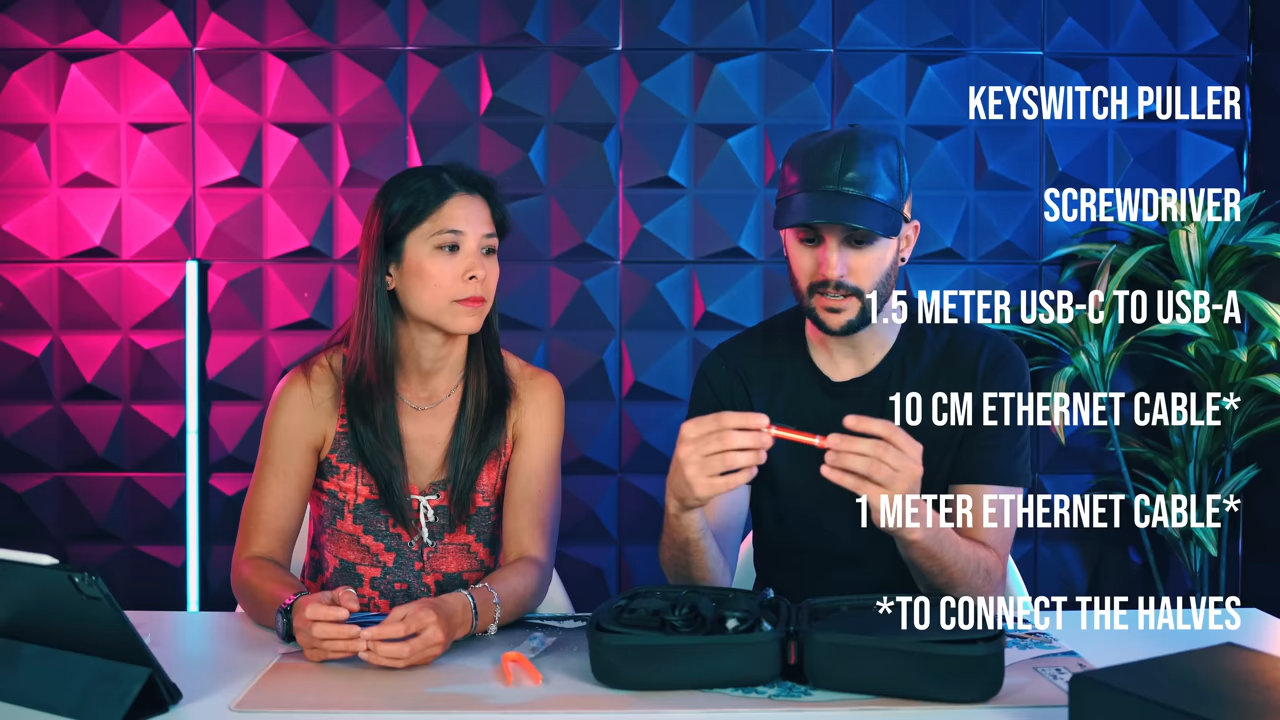 KEYSWITCH PULLER
SCREWDRIVER
1.5 METER USB-C TO USB-A
10 CM ETHERNET CABLE*
1 METER ETHERNET CABLE*
*TO CONNECT THE HALVES